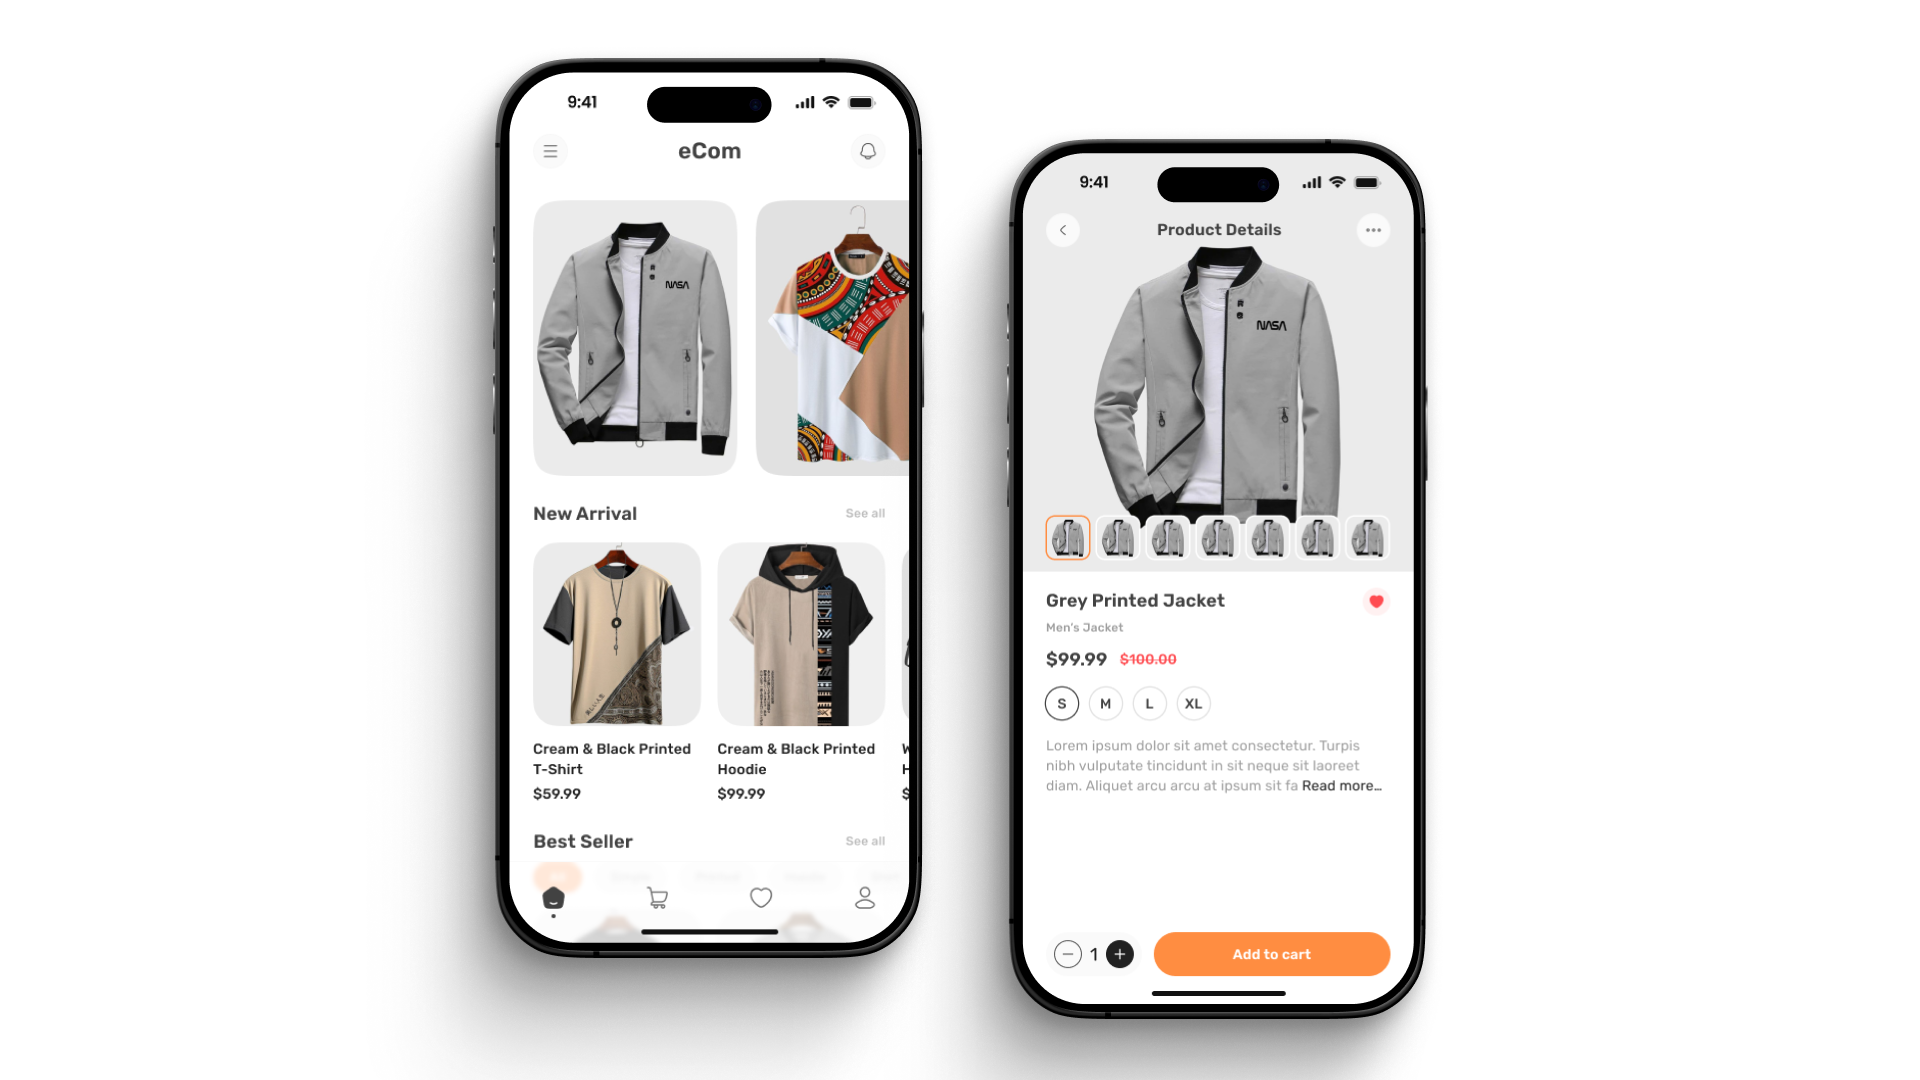 9:41
eCom
NASA
New Arrival
See all
Cream & Black Printed
T-Shirt
$59.99
Cream & Black Printed
Hoodie
$99.99
W
H
$
Best Seller
See all
9:41
Product Details
NASA
Grey Printed Jacket
Men's Jacket
$99.99 $100.00
S M L XL
Lorem ipsum dolor sit amet consectetur. Turpis
nibh vulputate tincidunt in sit neque sit laoreet
diam. Aliquet arcu arcu at ipsum sit fa Read more...
1
Add to cart